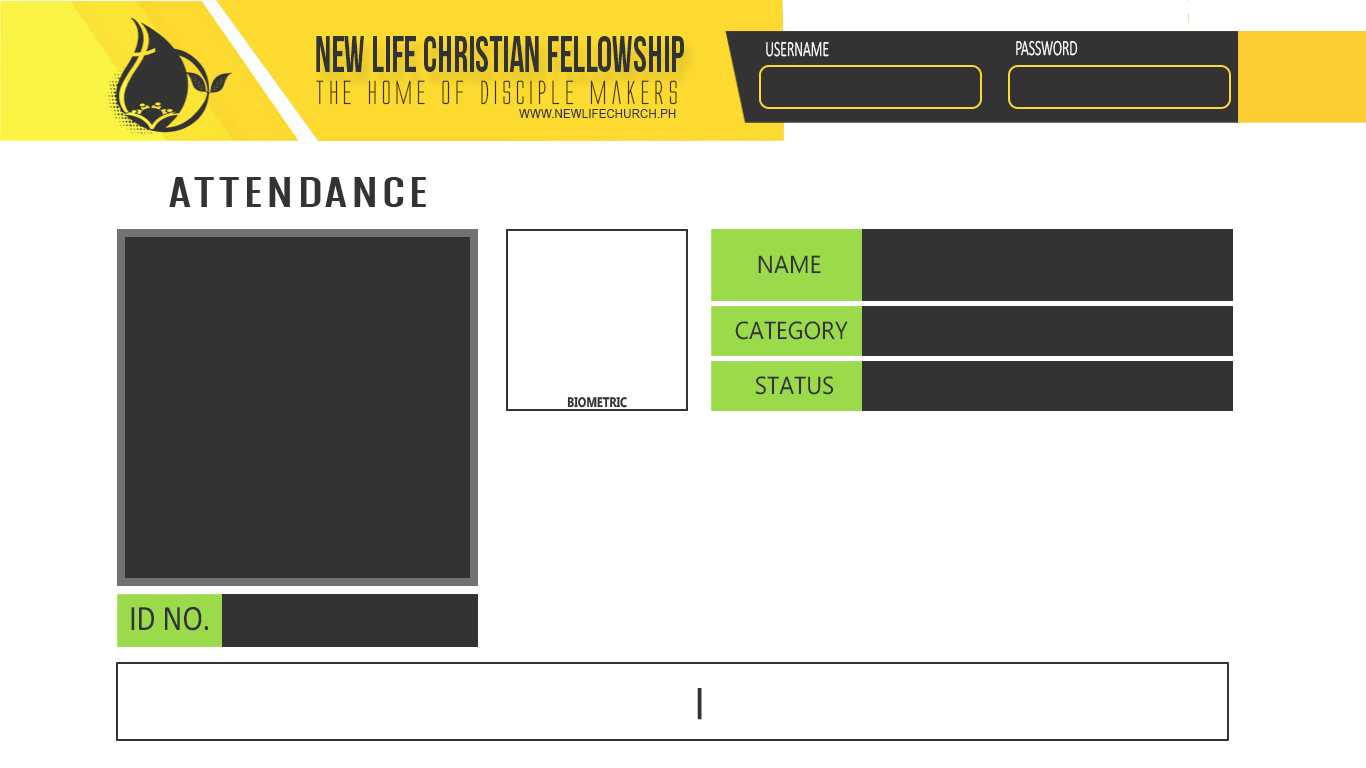 NEW LIFE CHRISTIAN FELLOWSHIP
THE HOME OF DISCIPLE MAKERS
WWW.NEWLIFECHURCH.PH
USERNAME
PASSWORD
ATTENDANCE
BIOMETRIC
NAME
CATEGORY
STATUS
ID NO.
|